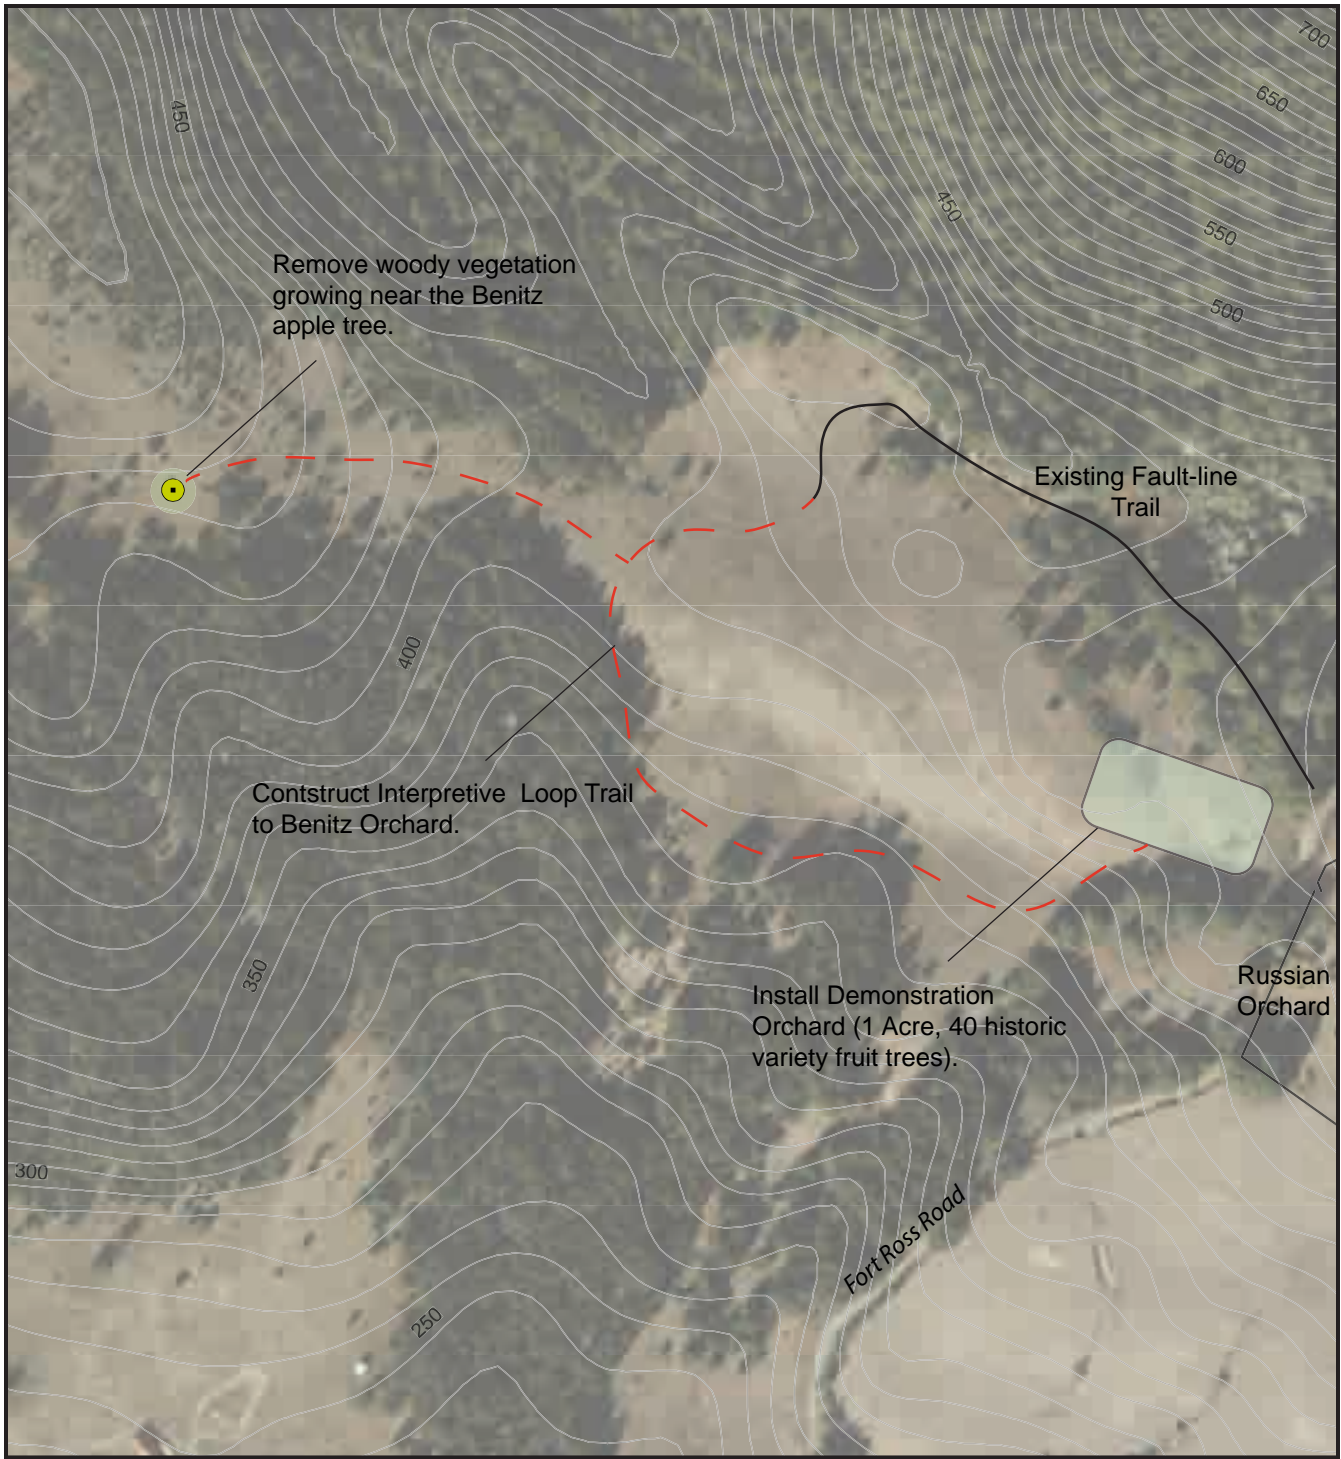 700
650
450
600
450
550
Remove woody vegetation
growing near the Benitz
apple tree.
500
Existing Fault-line
Trail
400
Contstruct Interpretive  Loop Trail
to Benitz Orchard.
350
Russian
Orchard
Install Demonstration
Orchard (1 Acre, 40 historic
variety fruit trees).
300
Fort Ross Road
250